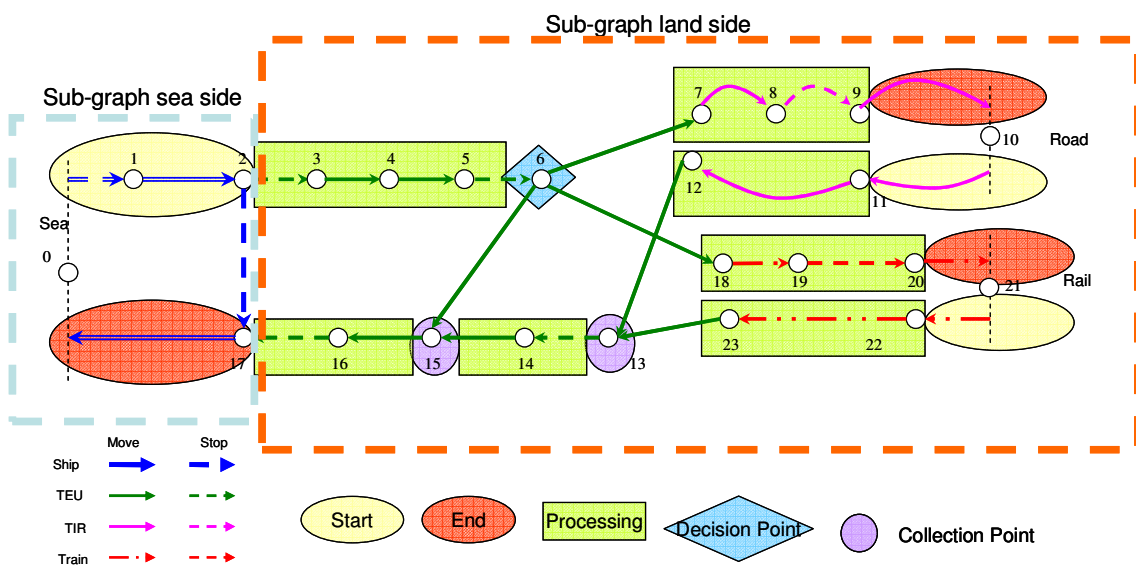 Sub-graph land side
Sub-graph sea side
7
8
9
10
Road
1
2
3
4
5
6
12
11
Sea
0
18
19
20
21
Rail
17
16
15
14
13
23
22
Move
Stop
Ship
TEU
TIR
Train
Start
End
Processing
Decision Point
Collection Point